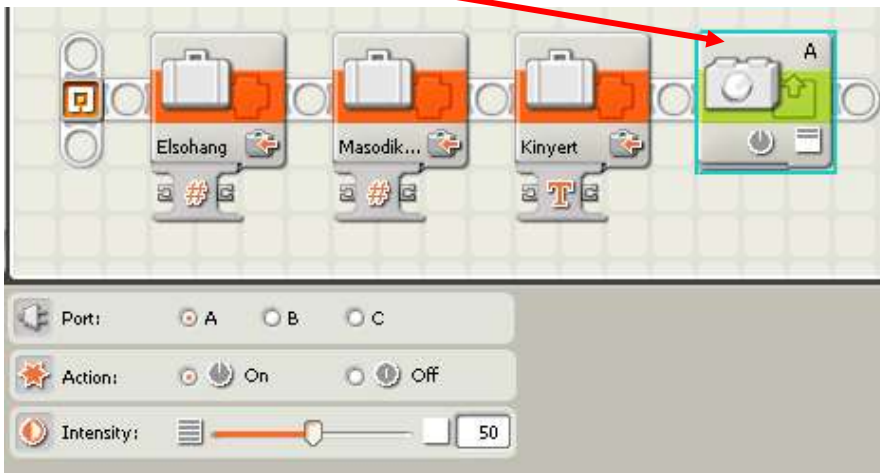 A
Elsohang
Masodik...
Kinyert
# # T
Port: A B C
Action: On Off
Intensity: 50